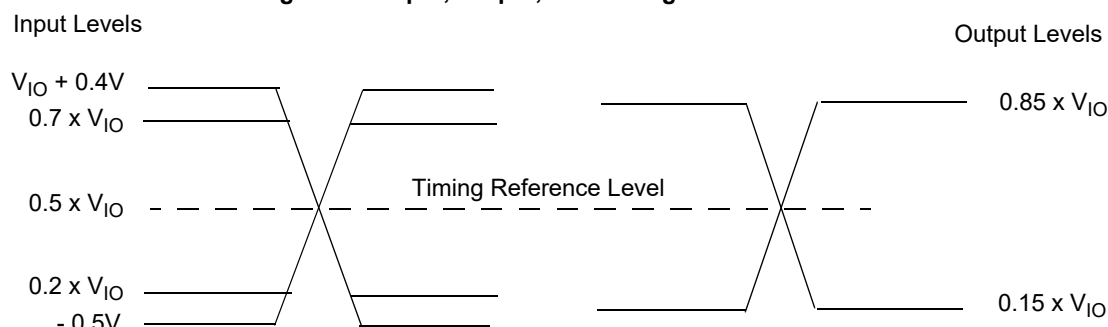 Input Levels
Output Levels
V_IO + 0.4V
0.7 x V_IO
0.5 x V_IO
0.2 x V_IO
- 0.5V
Timing Reference Level
0.85 x V_IO
0.15 x V_IO